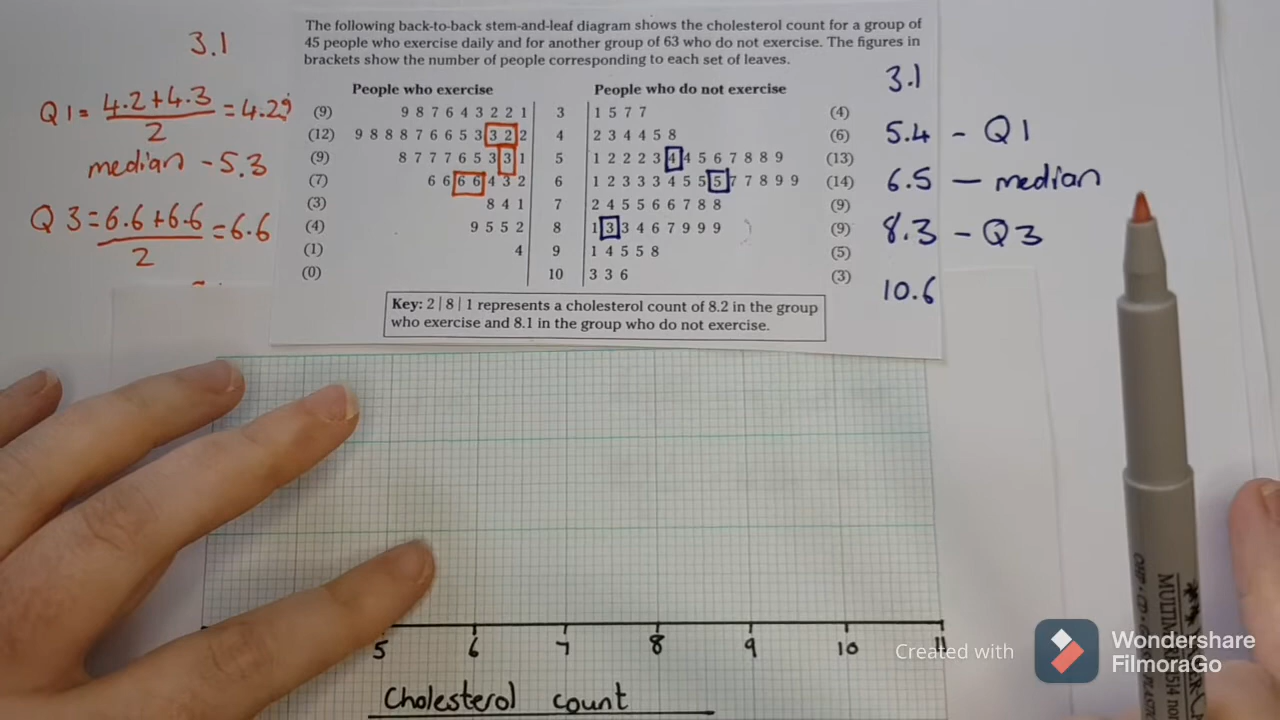 3.1
Q1 = 4.2+4.3 = 4.25
2
median - 5.3
Q3 = 6.6+6.6 = 6.6
2
The following back-to-back stem-and-leaf diagram shows the cholesterol count for a group of
45 people who exercise daily and for another group of 63 who do not exercise. The figures in
brackets show the number of people corresponding to each set of leaves.
People who exercise People who do not exercise
(9) 9 8 7 6 4 3 2 2 1 3 1 5 7 7 (4)
(12) 9 8 8 8 7 6 6 5 3 3 2 2 4 2 3 4 4 5 8 (6)
(9) 8 7 7 7 6 5 3 3 1 5 1 2 2 2 3 4 4 5 6 7 8 8 9 (13)
(7) 6 6 6 6 4 3 2 6 1 2 3 3 3 4 5 5 5 7 7 8 9 9 (14)
(3) 8 4 1 7 2 4 5 5 6 6 7 8 8 (9)
(4) 9 5 5 2 8 1 3 3 4 6 7 9 9 9 (9)
(1) 4 9 1 4 5 5 8 (5)
(0) 10 3 3 6 (3)
Key: 2 | 8 | 1 represents a cholesterol count of 8.2 in the group
who exercise and 8.1 in the group who do not exercise.
3.1
5.4 - Q1
6.5 - median
8.3 - Q3
10.6
5 6 7 8 9 10 11
Cholesterol count
Created with
Wondershare
FilmoraGo